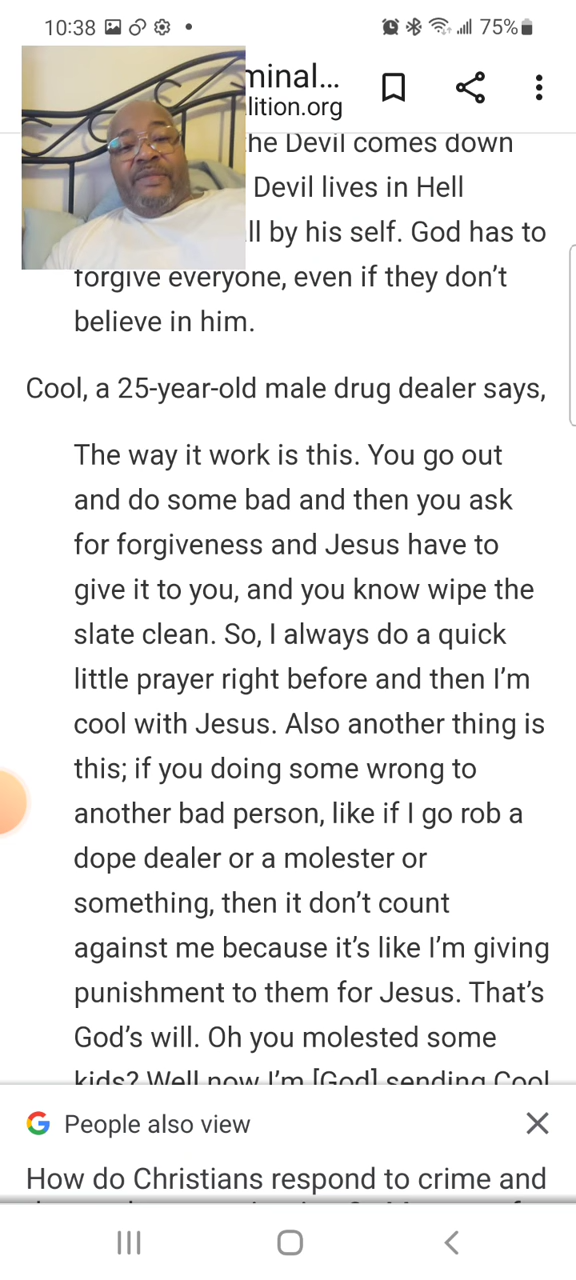 10:38
75%
minal...
lition.org
he Devil comes down
Devil lives in Hell
ll by his self. God has to
forgive everyone, even if they don’t
believe in him.
Cool, a 25-year-old male drug dealer says,
The way it work is this. You go out
and do some bad and then you ask
for forgiveness and Jesus have to
give it to you, and you know wipe the
slate clean. So, I always do a quick
little prayer right before and then I’m
cool with Jesus. Also another thing is
this; if you doing some wrong to
another bad person, like if I go rob a
dope dealer or a molester or
something, then it don’t count
against me because it’s like I’m giving
punishment to them for Jesus. That’s
God’s will. Oh you molested some
kids? Well now I’m [God] sending Cool
People also view
How do Christians respond to crime and